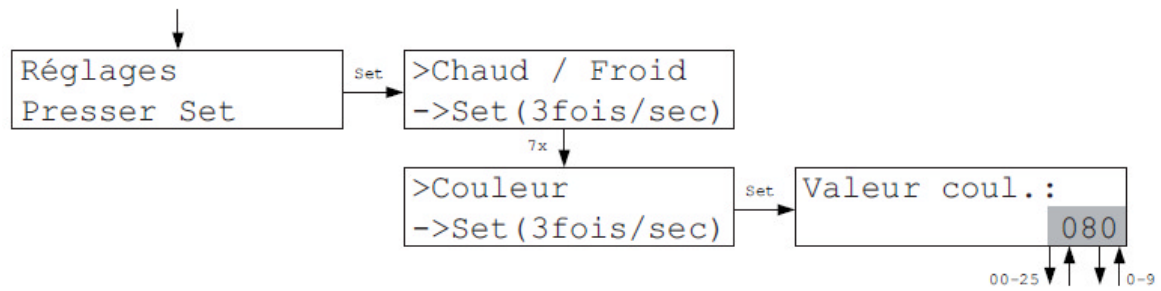 Réglages
Presser Set
Set
>Chaud / Froid
->Set(3fois/sec)
7x
>Couleur
->Set(3fois/sec)
Set
Valeur coul.:
080
00-25
0-9